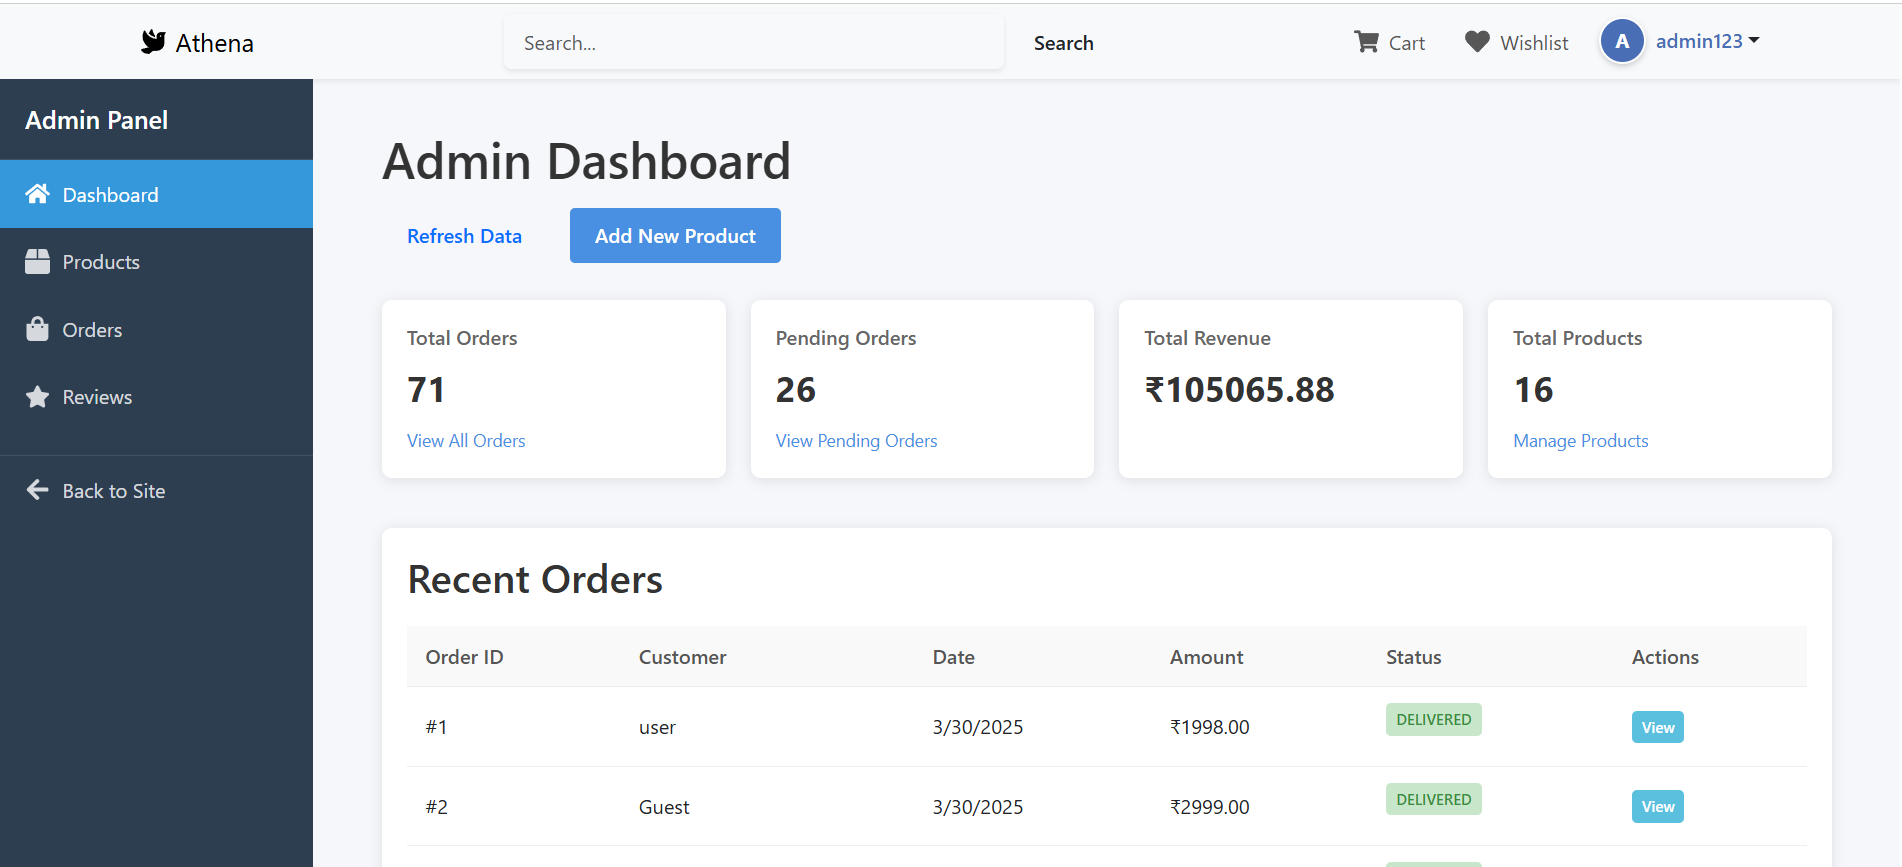 Athena
Search...
Search
Cart
Wishlist
A
admin123
Admin Panel
Dashboard
Products
Orders
Reviews
Back to Site
Admin Dashboard
Refresh Data
Add New Product
Total Orders
71
View All Orders
Pending Orders
26
View Pending Orders
Total Revenue
₹105065.88
Total Products
16
Manage Products
Recent Orders
Order ID Customer Date Amount Status Actions
#1 user 3/30/2025 ₹1998.00 DELIVERED View
#2 Guest 3/30/2025 ₹2999.00 DELIVERED View